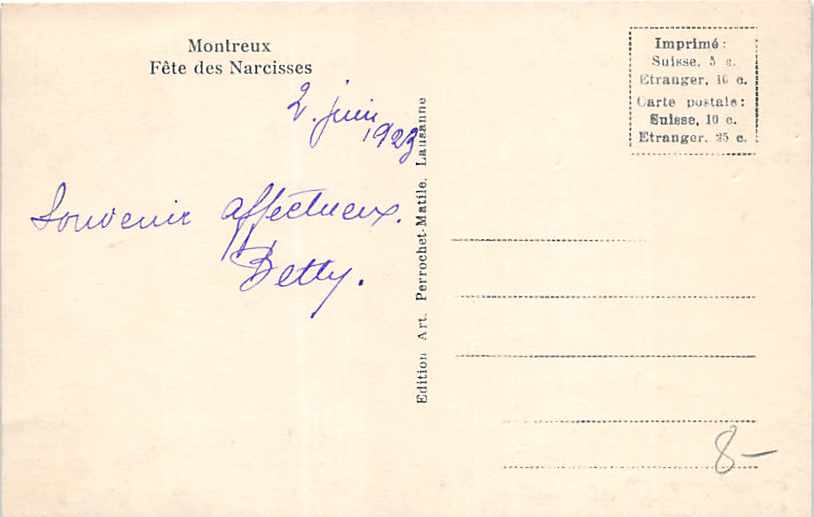 Montreux
Fête des Narcisses
2. juin
1923
Souvenir affectueux.
Betty.
Edition Art. Perrochet-Matile, Lausanne
Imprimé:
Suisse, 5 c.
Etranger, 10 c.
Carte postale:
Suisse, 10 c.
Etranger, 25 c.
8-